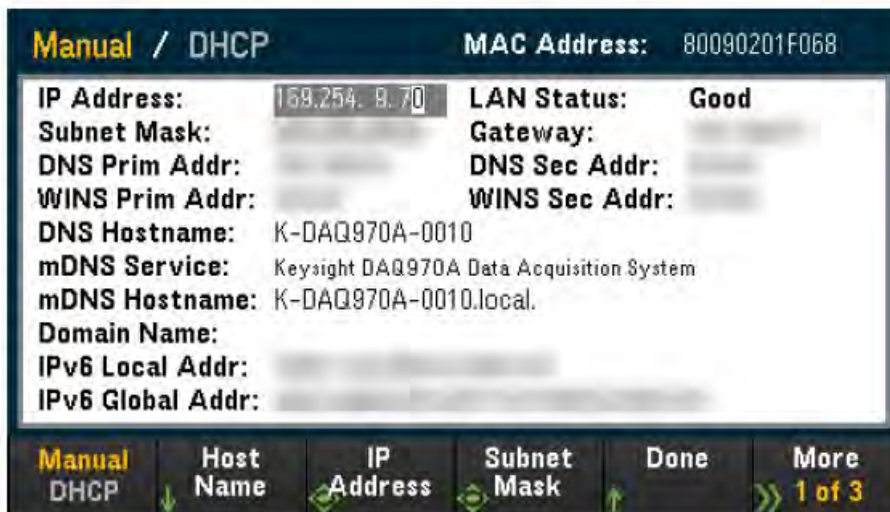 Manual / DHCP MAC Address: 80090201F068
IP Address: 169.254. 9. 70 LAN Status: Good
Subnet Mask: Gateway:
DNS Prim Addr: DNS Sec Addr:
WINS Prim Addr: WINS Sec Addr:
DNS Hostname: K-DAQ970A-0010
mDNS Service: Keysight DAQ970A Data Acquisition System
mDNS Hostname: K-DAQ970A-0010.local.
Domain Name:
IPv6 Local Addr:
IPv6 Global Addr:
Manual Host IP Subnet Done More
DHCP Name Address Mask 1 of 3